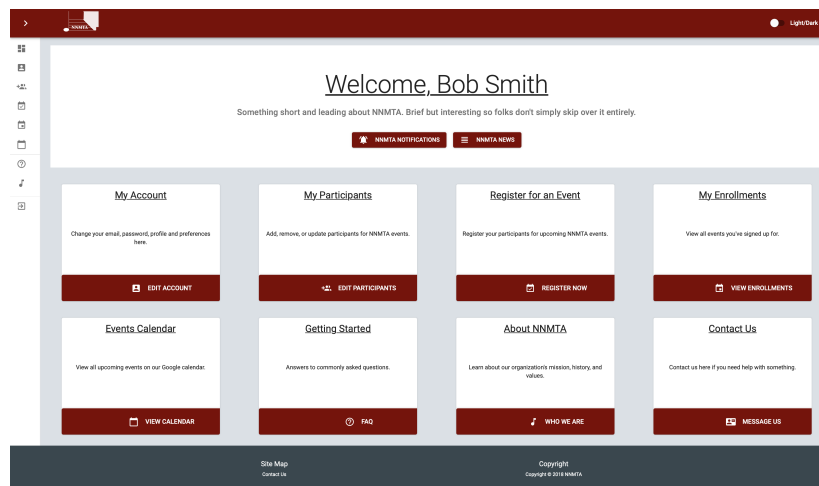 NNMTA
Light/Dark
Welcome, Bob Smith
Something short and leading about NNMTA. Brief but interesting so folks don't simply skip over it entirely.
NNMTA NOTIFICATIONS
NNMTA NEWS
My Account
Change your email, password, profile and preferences
here.
EDIT ACCOUNT
My Participants
Add, remove, or update participants for NNMTA events.
EDIT PARTICIPANTS
Register for an Event
Register your participants for upcoming NNMTA events.
REGISTER NOW
My Enrollments
View all events you've signed up for.
VIEW ENROLLMENTS
Events Calendar
View all upcoming events on our Google calendar.
VIEW CALENDAR
Getting Started
Answers to commonly asked questions.
FAQ
About NNMTA
Learn about our organization's mission, history, and
values.
WHO WE ARE
Contact Us
Contact us here if you need help with something.
MESSAGE US
Site Map
Contact Us
Copyright
Copyright © 2018 NNMTA